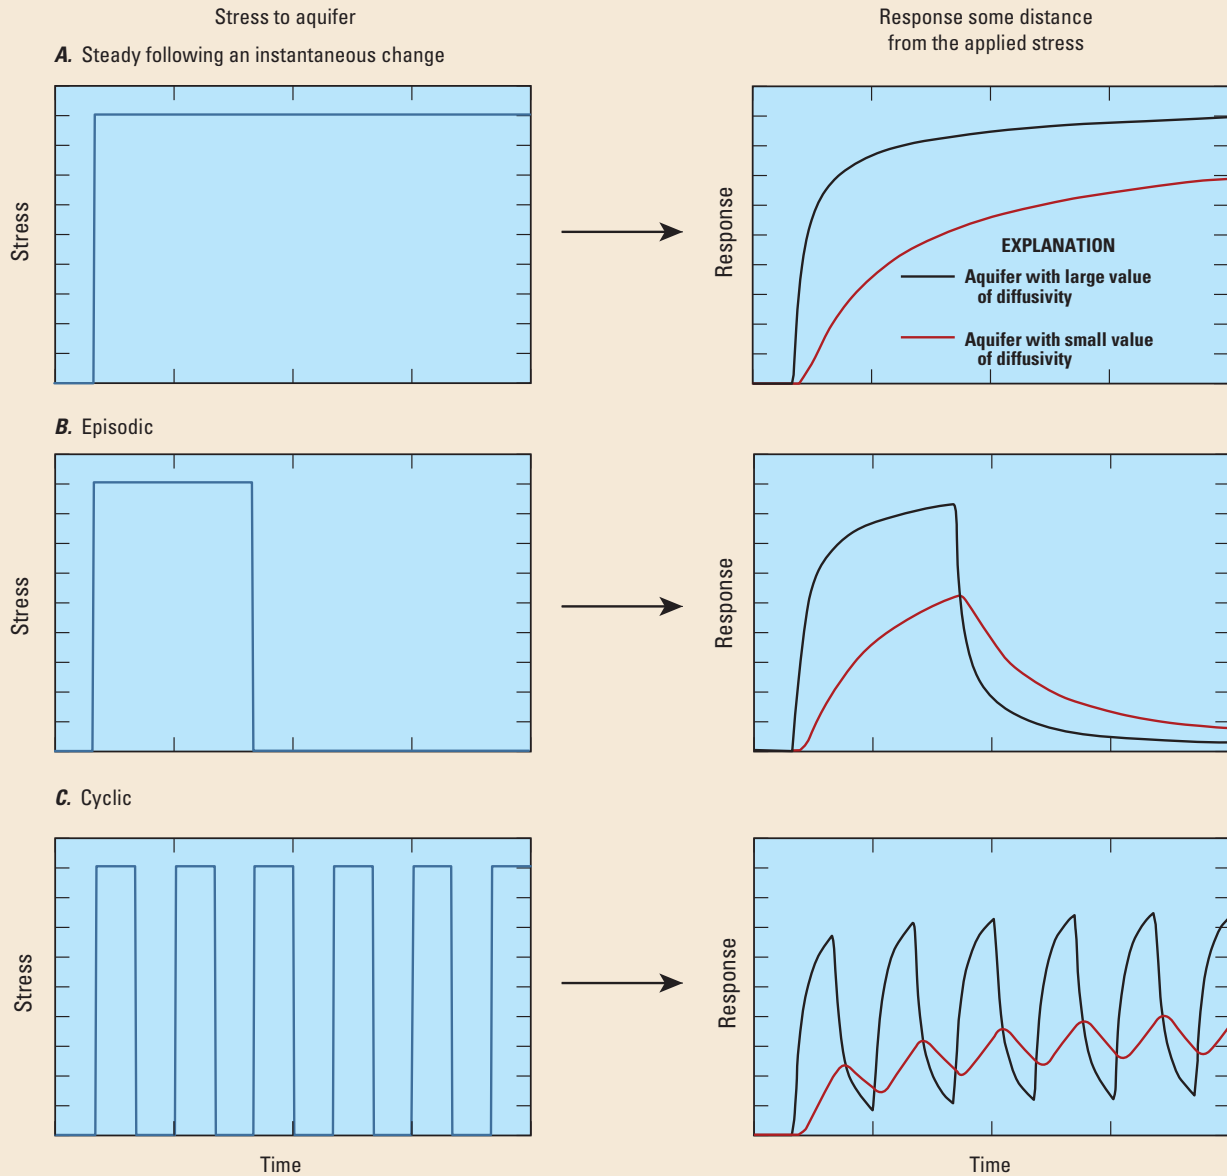 Stress to aquifer
Response some distance
from the applied stress
A. Steady following an instantaneous change
Stress
Response
EXPLANATION
Aquifer with large value
of diffusivity
Aquifer with small value
of diffusivity
B. Episodic
Stress
Response
C. Cyclic
Stress
Response
Time
Time